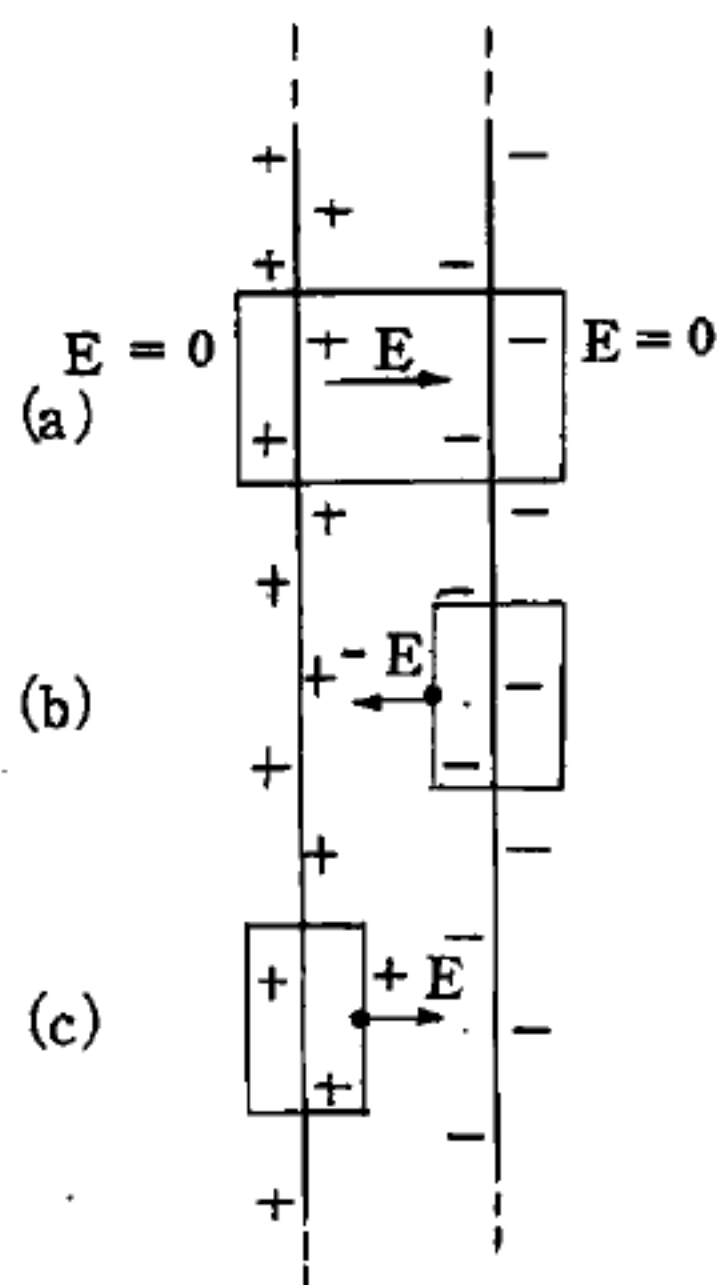 + −
+
+ −
E = 0 + E − E = 0
(a)
+ −
+ −
+ −
(b) + - E −
+ −
+ −
−
+ + E
(c) −
+
−
+